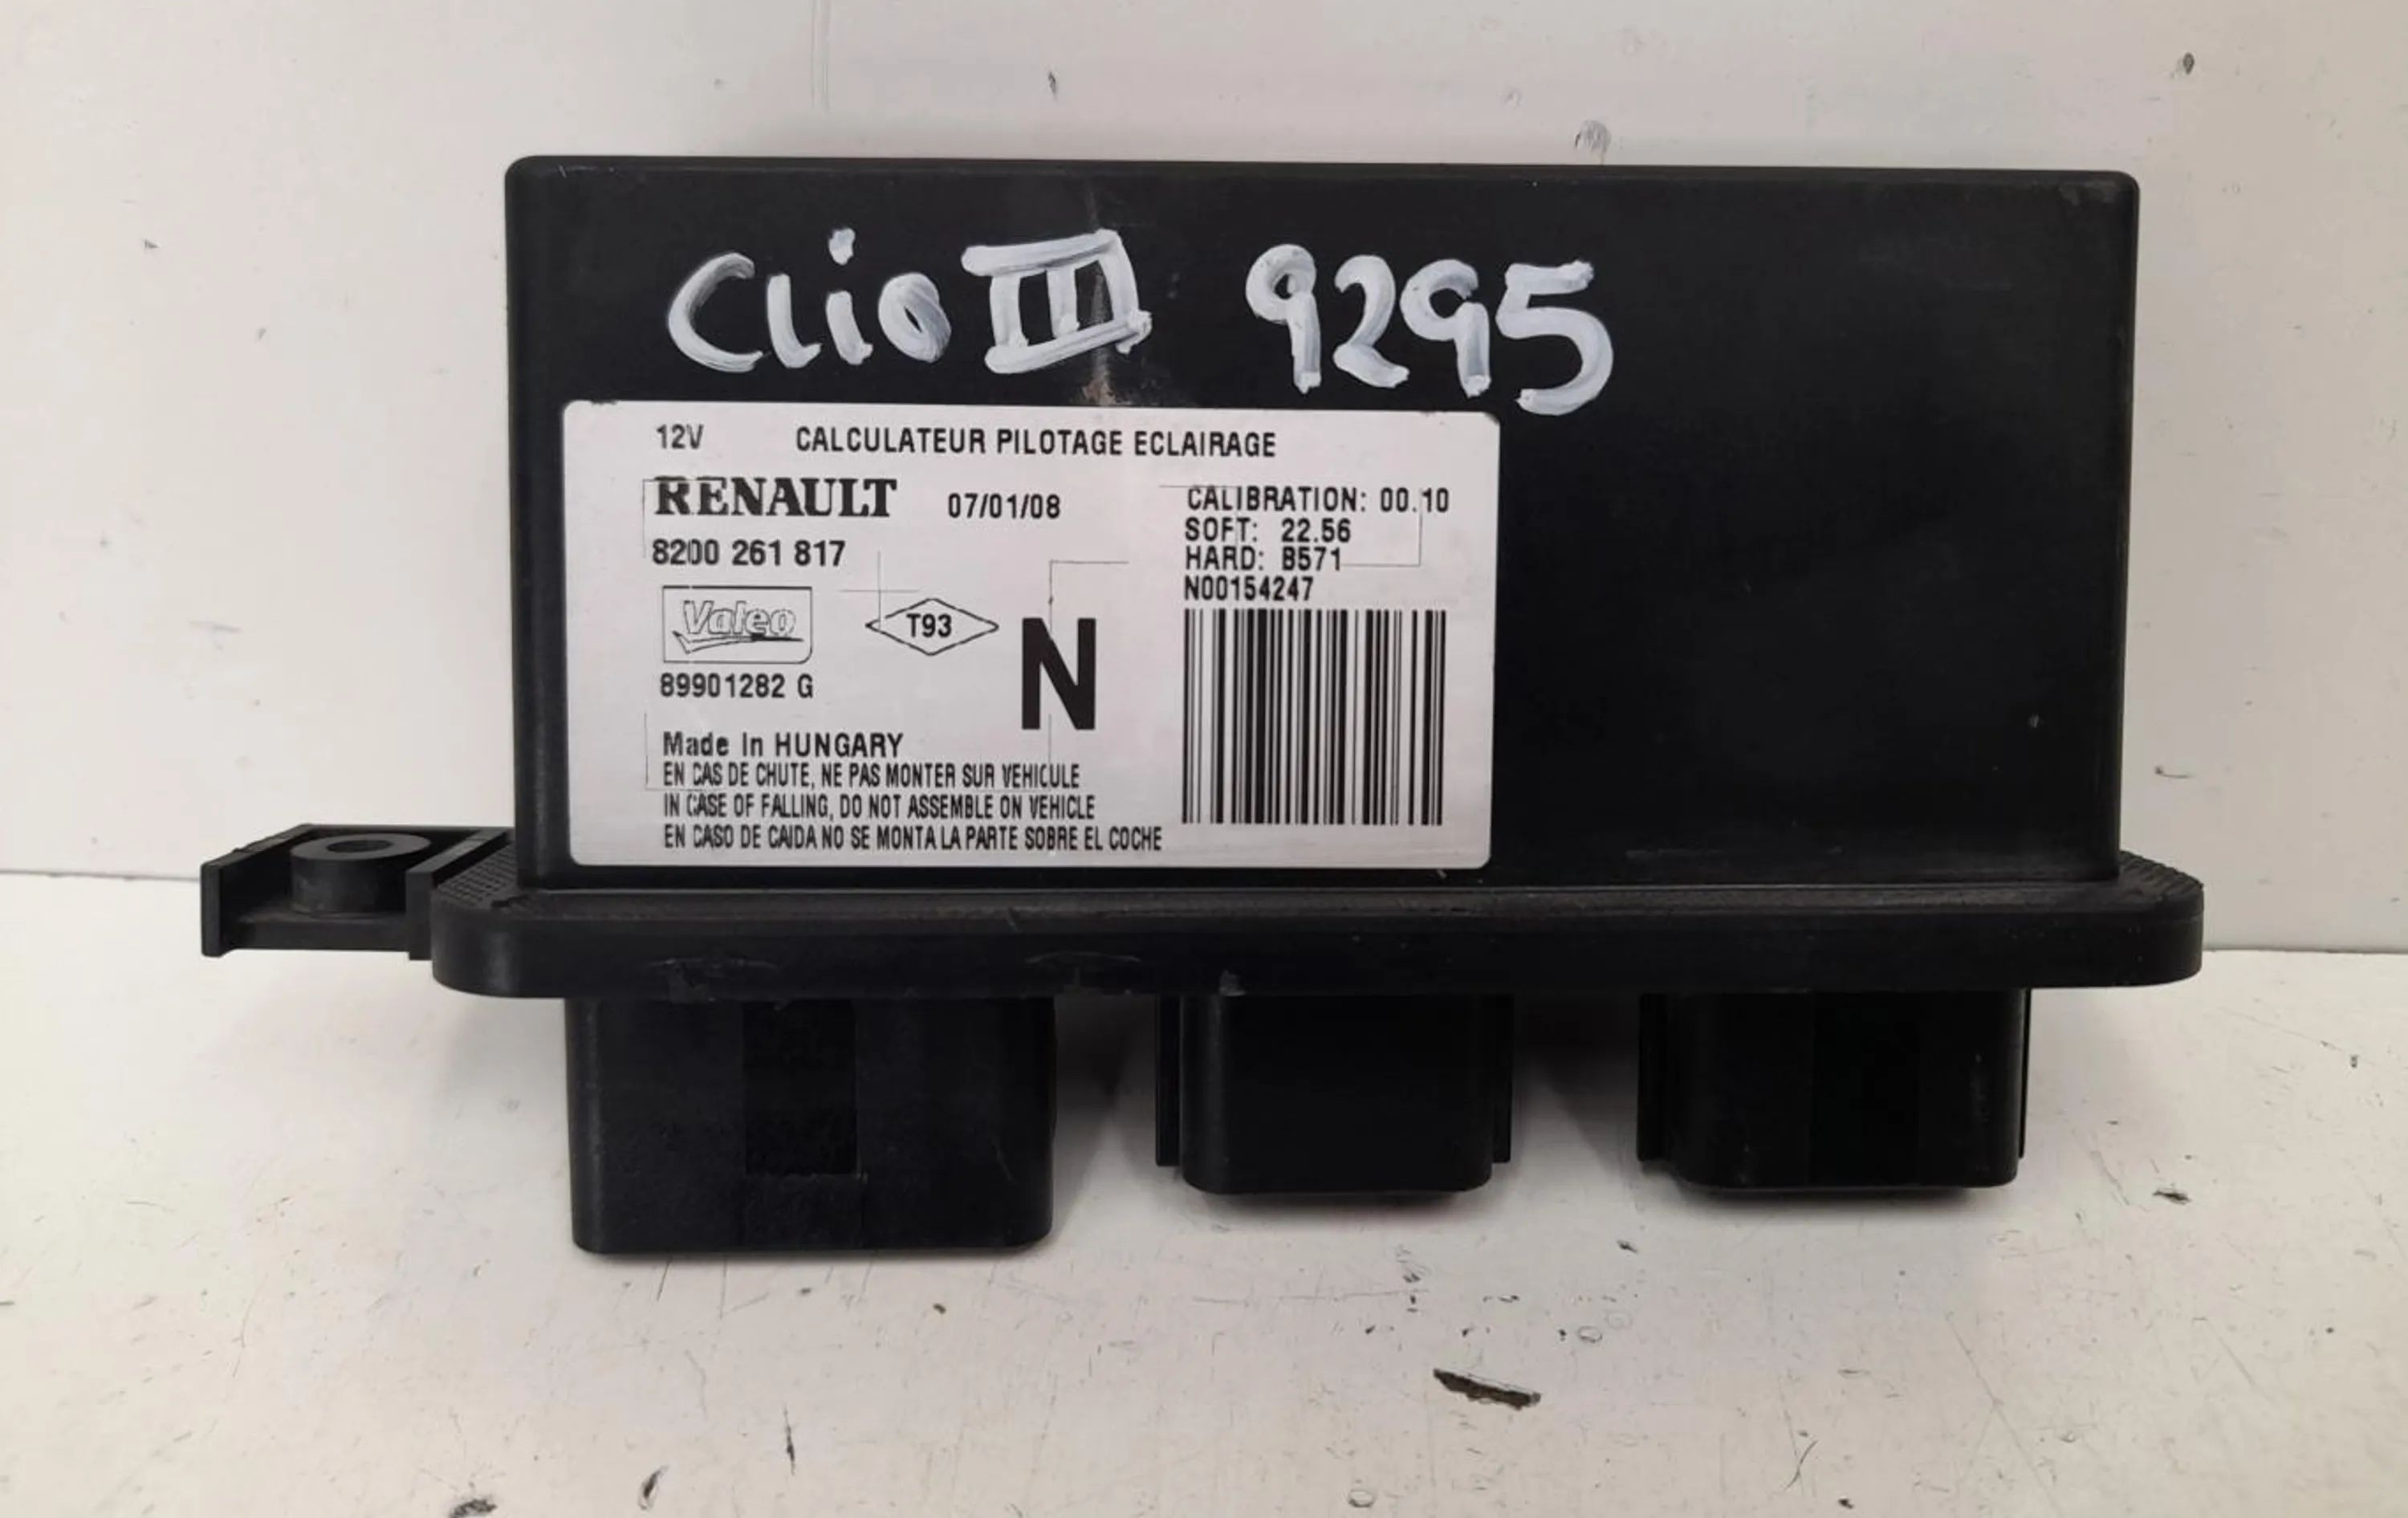 Clio III 9295
12V CALCULATEUR PILOTAGE ECLAIRAGE
RENAULT 07/01/08
8200 261 817
CALIBRATION: 00.10
SOFT: 22.56
HARD: B571
N00154247
Valeo
T93
N
89901282 G
Made In HUNGARY
EN CAS DE CHUTE, NE PAS MONTER SUR VEHICULE
IN CASE OF FALLING, DO NOT ASSEMBLE ON VEHICLE
EN CASO DE CAIDA NO SE MONTA LA PARTE SOBRE EL COCHE